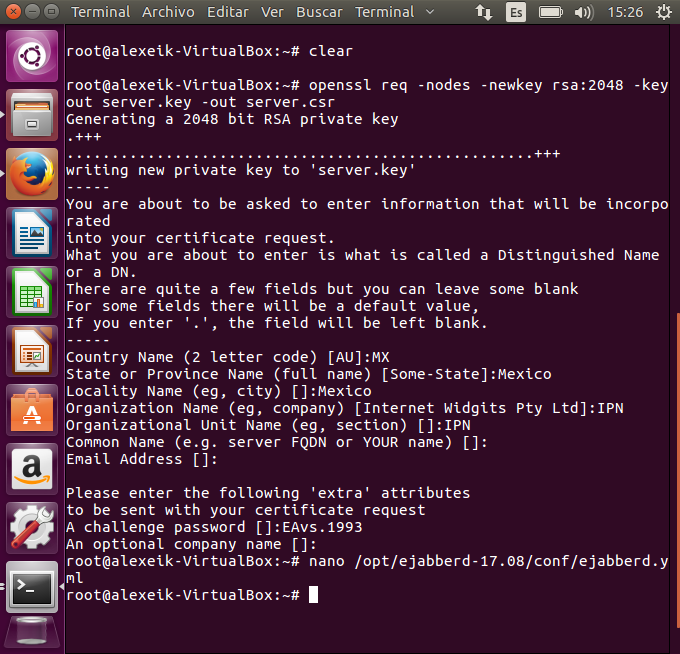 Terminal Archivo Editar Ver Buscar Terminal Es 15:26
root@alexeik-VirtualBox:~# clear
root@alexeik-VirtualBox:~# openssl req -nodes -newkey rsa:2048 -key
out server.key -out server.csr
Generating a 2048 bit RSA private key
.+++
....................................................+++
writing new private key to 'server.key'
-----
You are about to be asked to enter information that will be incorpo
rated
into your certificate request.
What you are about to enter is what is called a Distinguished Name
or a DN.
There are quite a few fields but you can leave some blank
For some fields there will be a default value,
If you enter '.', the field will be left blank.
-----
Country Name (2 letter code) [AU]:MX
State or Province Name (full name) [Some-State]:Mexico
Locality Name (eg, city) []:Mexico
Organization Name (eg, company) [Internet Widgits Pty Ltd]:IPN
Organizational Unit Name (eg, section) []:IPN
Common Name (e.g. server FQDN or YOUR name) []:
Email Address []:
Please enter the following 'extra' attributes
to be sent with your certificate request
A challenge password []:EAvs.1993
An optional company name []:
root@alexeik-VirtualBox:~# nano /opt/ejabberd-17.08/conf/ejabberd.y
ml
root@alexeik-VirtualBox:~#